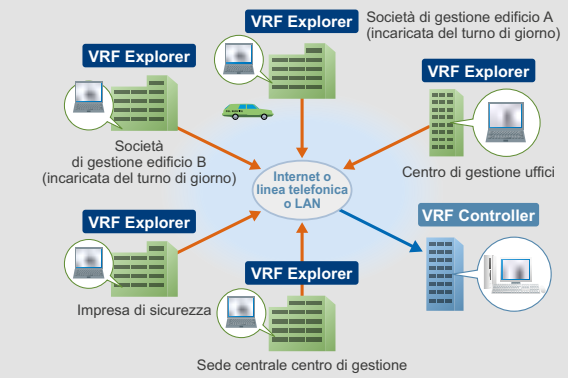 VRF Explorer
Società di gestione edificio A
(incaricata del turno di giorno)
VRF Explorer
VRF Explorer
Società
di gestione edificio B
(incaricata del turno di giorno)
Centro di gestione uffici
Internet o
linea telefonica
o LAN
VRF Explorer
VRF Controller
VRF Explorer
Impresa di sicurezza
Sede centrale centro di gestione